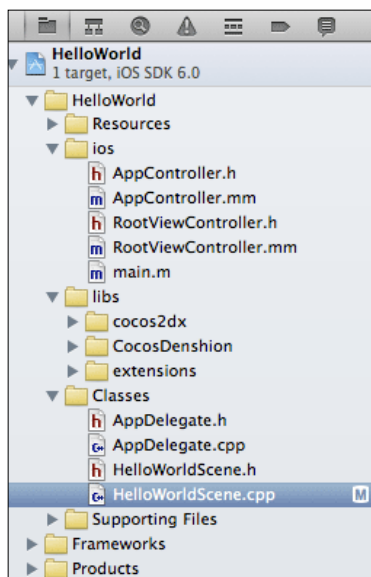 HelloWorld
1 target, iOS SDK 6.0
HelloWorld
Resources
ios
h AppController.h
m AppController.mm
h RootViewController.h
m RootViewController.mm
m main.m
libs
cocos2dx
CocosDenshion
extensions
Classes
h AppDelegate.h
C++ AppDelegate.cpp
h HelloWorldScene.h
C++ HelloWorldScene.cpp M
Supporting Files
Frameworks
Products